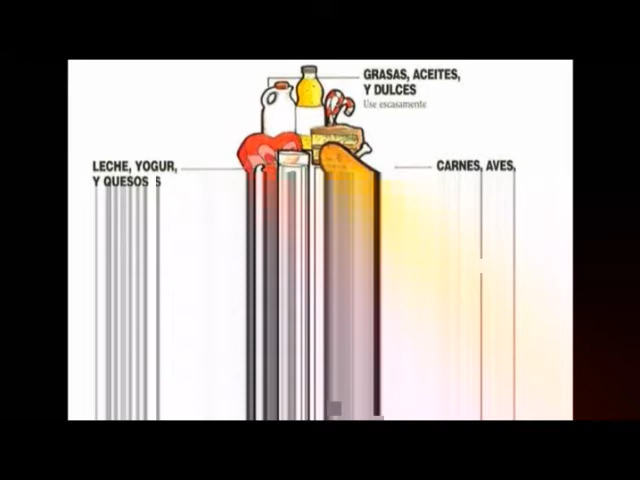 GRASAS, ACEITES,
Y DULCES
Use escasamente
LECHE, YOGUR,
Y QUESOS
CARNES, AVES,